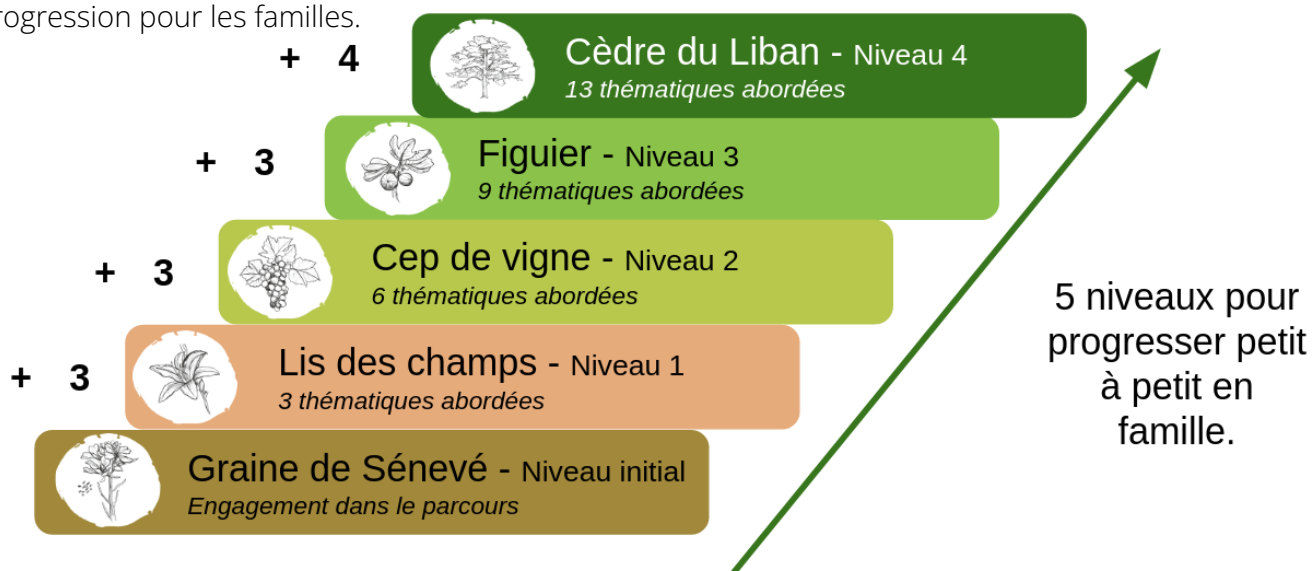 rogression pour les familles.
+ 4
Cèdre du Liban - Niveau 4
13 thématiques abordées
+ 3
Figuier - Niveau 3
9 thématiques abordées
+ 3
Cep de vigne - Niveau 2
6 thématiques abordées
+ 3
Lis des champs - Niveau 1
3 thématiques abordées
Graine de Sénevé - Niveau initial
Engagement dans le parcours
5 niveaux pour
progresser petit
à petit en
famille.